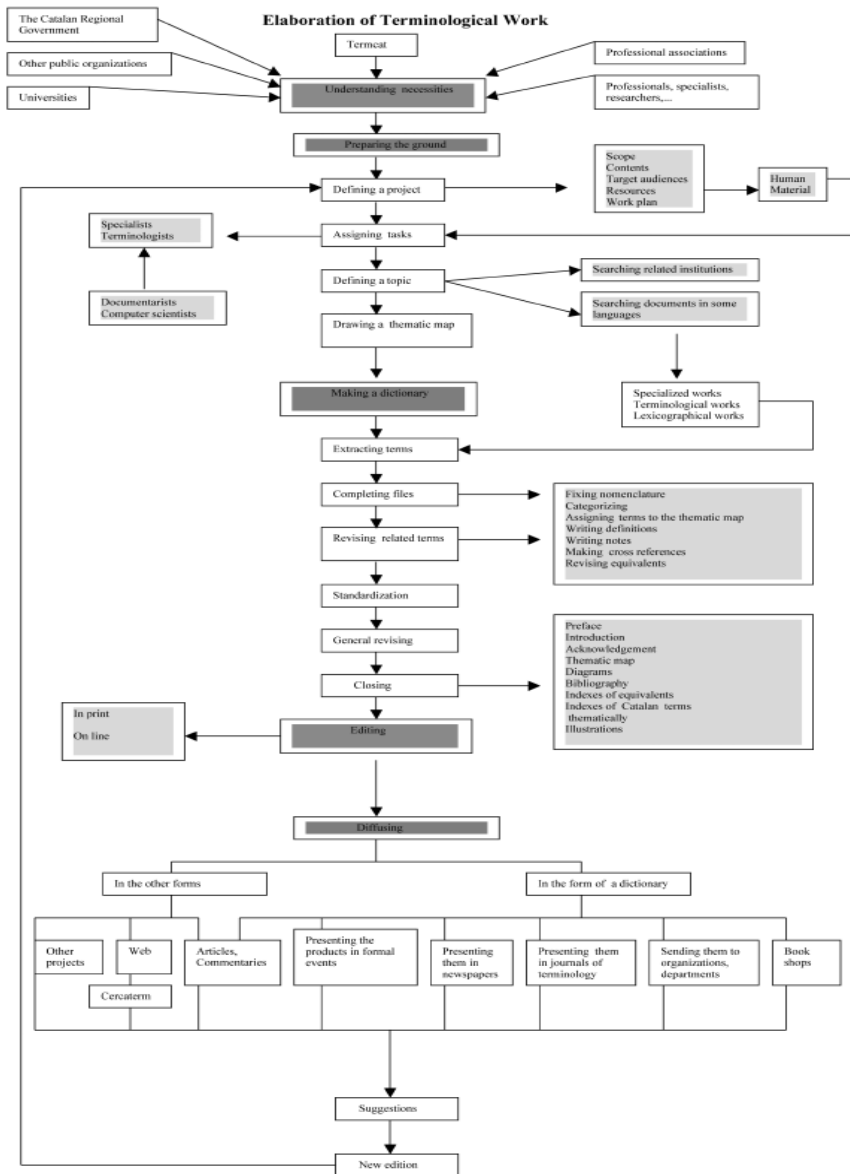 Elaboration of Terminological Work
The Catalan Regional
Government
Termcat
Professional associations
Other public organizations
Understanding necessities
Professionals, specialists,
researchers,...
Universities
Preparing the ground
Scope
Contents
Target audiences
Resources
Work plan
Human
Material
Defining a project
Specialists
Terminologists
Assigning tasks
Defining a topic
Searching related institutions
Documentarists
Computer scientists
Searching documents in some
languages
Drawing a thematic map
Making a dictionary
Specialized works
Terminological works
Lexicographical works
Extracting terms
Completing files
Fixing nomenclature
Categorizing
Assigning terms to the thematic map
Writing definitions
Writing notes
Making cross references
Revising equivalents
Revising related terms
Standardization
General revising
Preface
Introduction
Acknowledgement
Thematic map
Diagrams
Bibliography
Indexes of equivalents
Indexes of Catalan terms
thematically
Illustrations
Closing
In print
On line
Editing
Diffusing
In the other forms
In the form of a dictionary
Other
projects
Web
Cercaterm
Articles,
Commentaries
Presenting the
products in formal
events
Presenting
them in
newspapers
Presenting them
in journals of
terminology
Sending them to
organizations,
departments
Book
shops
Suggestions
New edition